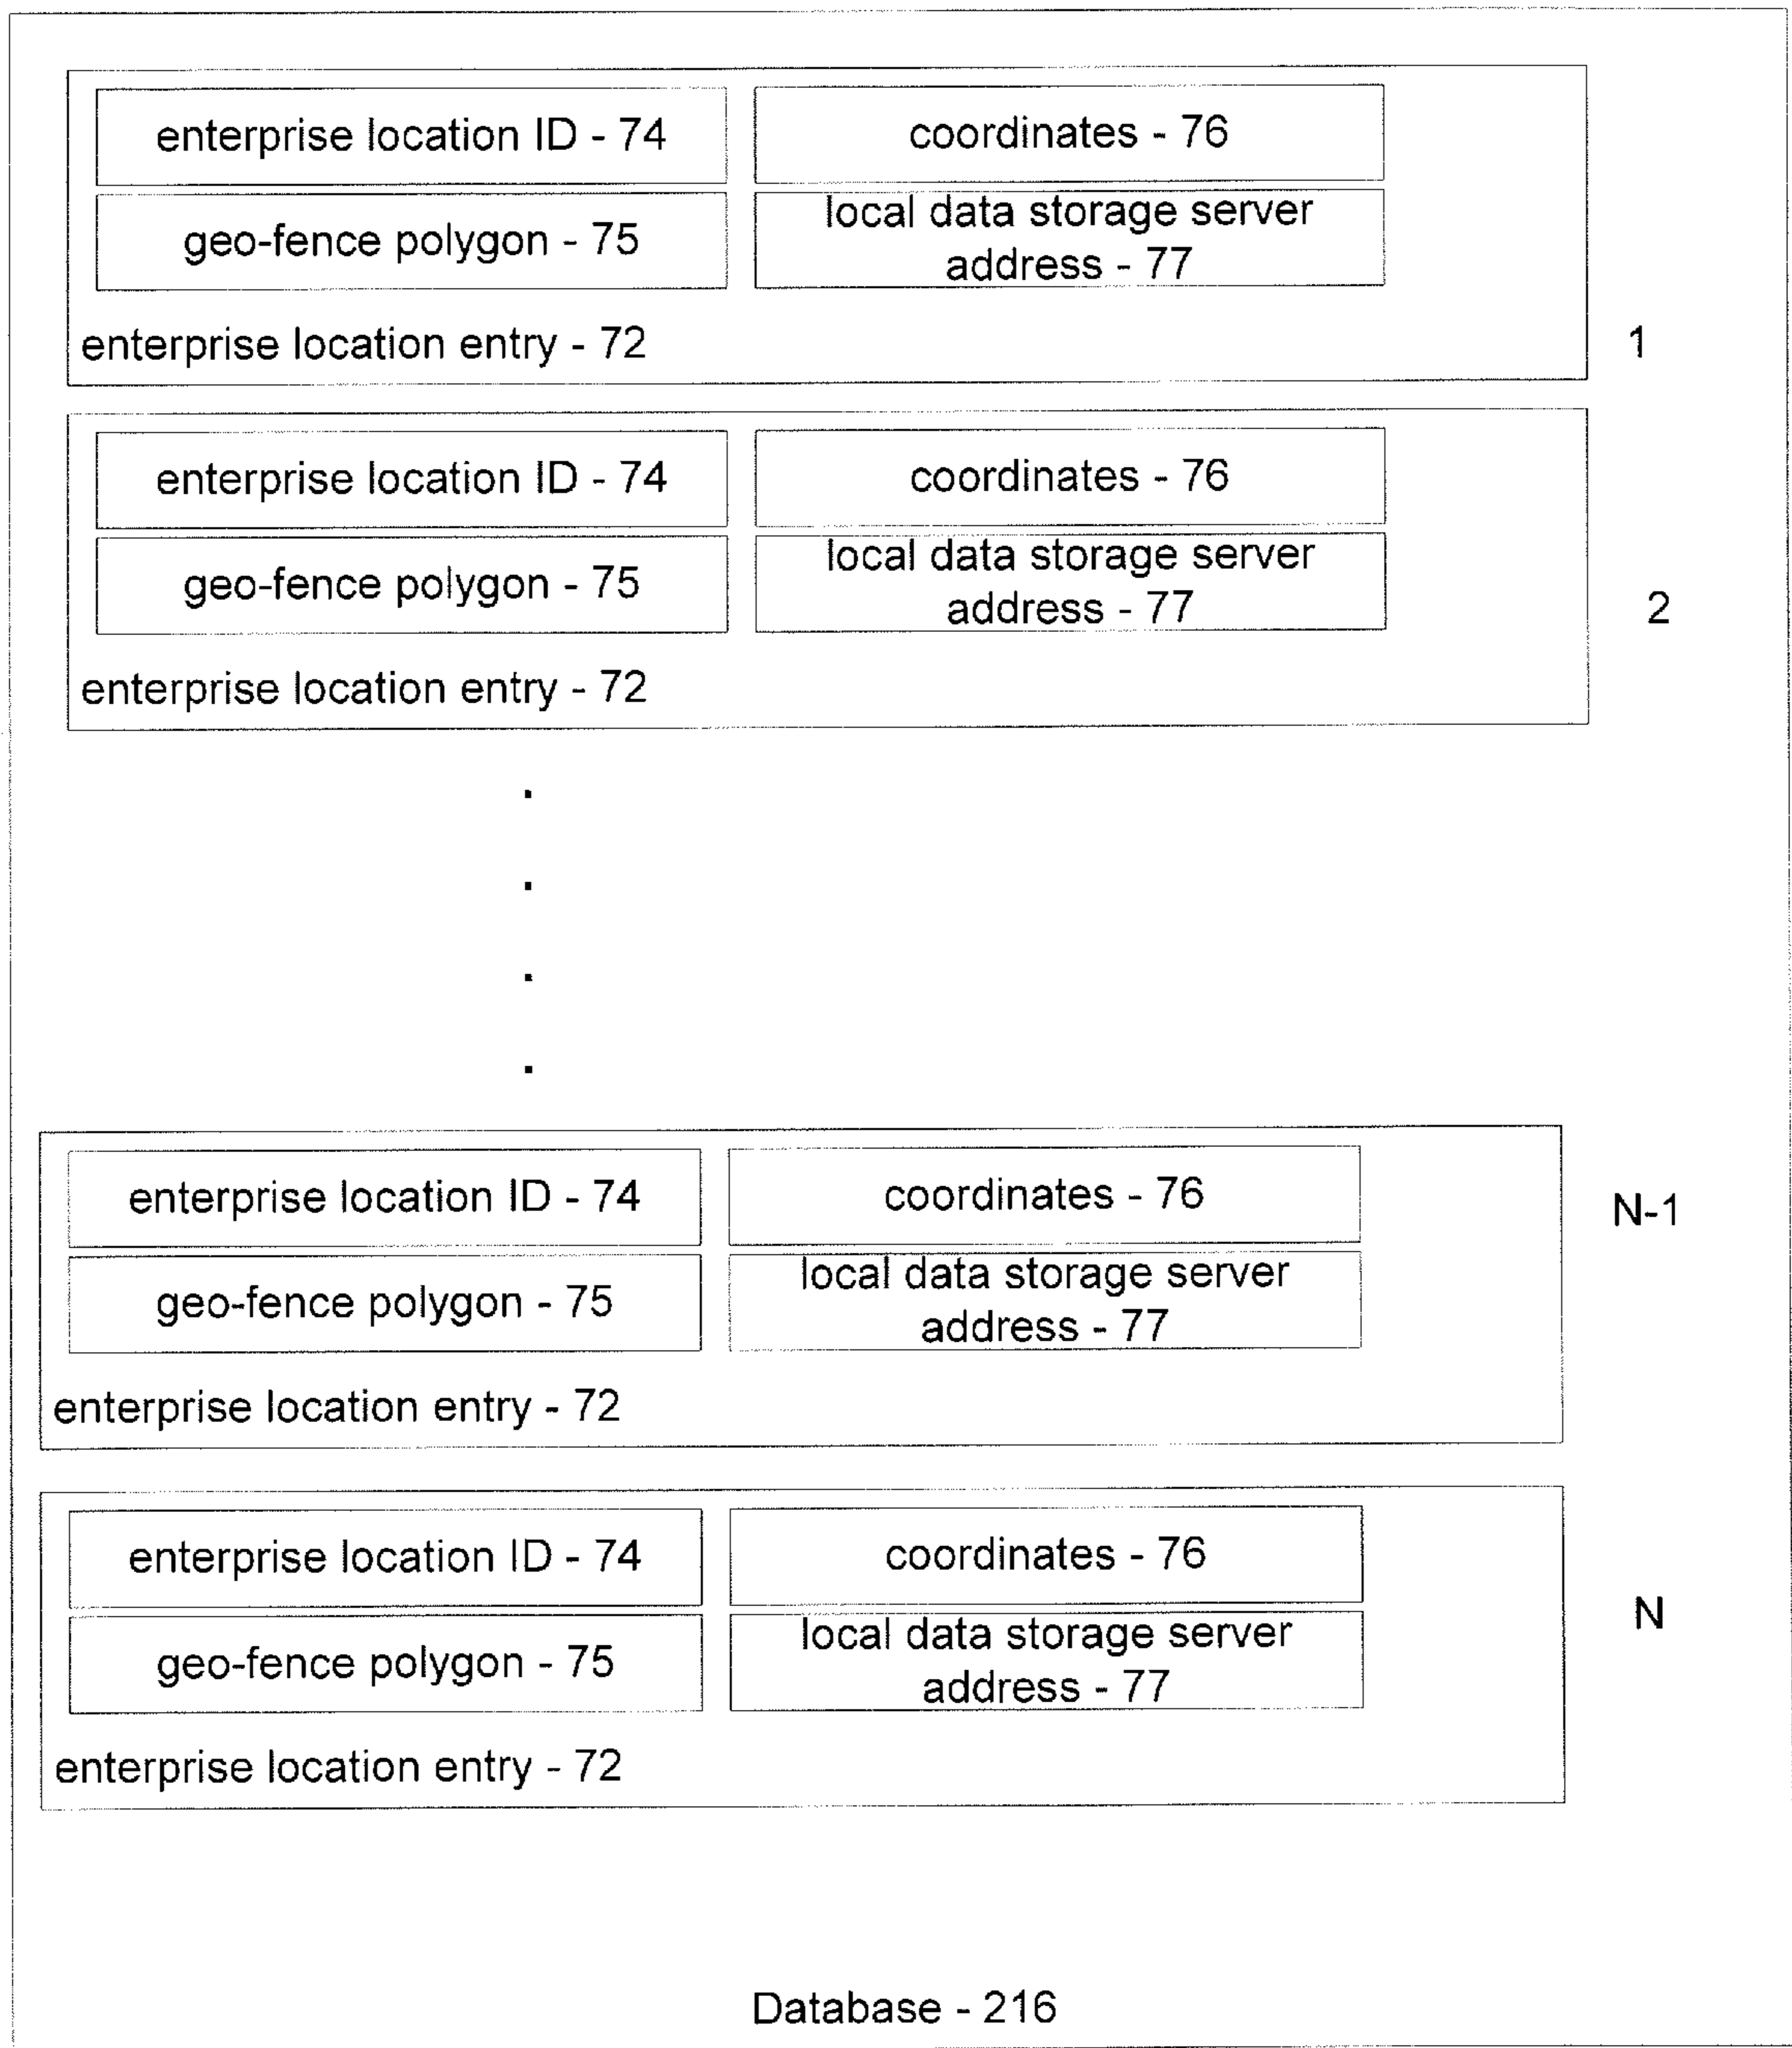 enterprise location ID - 74
coordinates - 76
geo-fence polygon - 75
local data storage server
address - 77
enterprise location entry - 72
1
enterprise location ID - 74
coordinates - 76
geo-fence polygon - 75
local data storage server
address - 77
2
enterprise location entry - 72
.
.
.
.
enterprise location ID - 74
coordinates - 76
N-1
geo-fence polygon - 75
local data storage server
address - 77
enterprise location entry - 72
enterprise location ID - 74
coordinates - 76
N
geo-fence polygon - 75
local data storage server
address - 77
enterprise location entry - 72
Database - 216